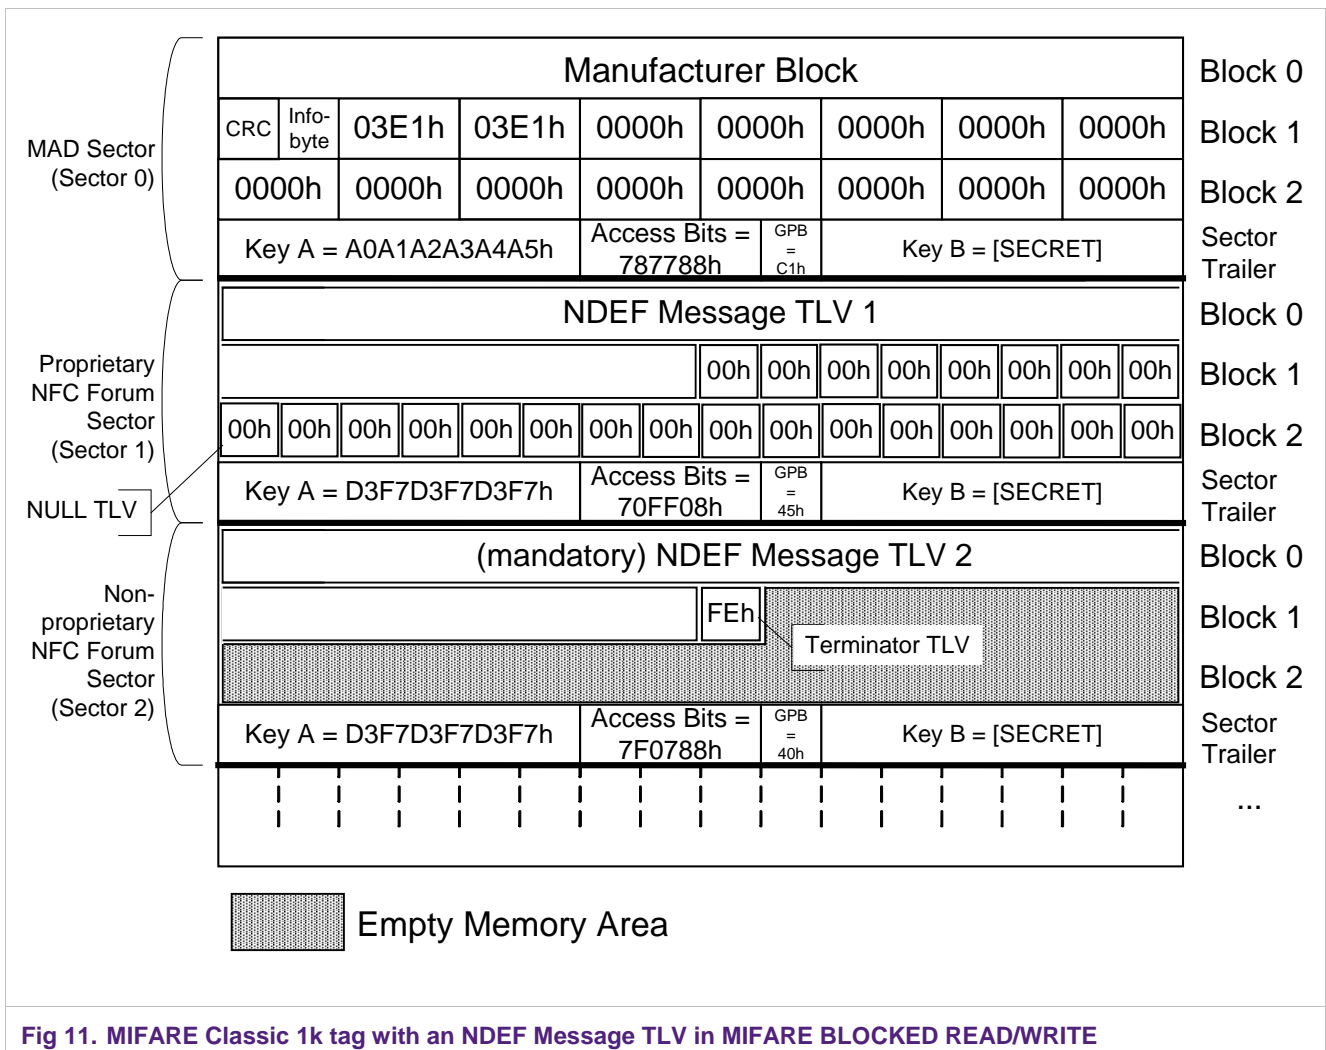 Manufacturer Block Block 0
CRC Info-byte 03E1h 03E1h 0000h 0000h 0000h 0000h 0000h Block 1
MAD Sector
(Sector 0)
0000h 0000h 0000h 0000h 0000h 0000h 0000h 0000h Block 2
Key A = A0A1A2A3A4A5h Access Bits = 787788h GPB = C1h Key B = [SECRET] Sector Trailer
NDEF Message TLV 1 Block 0
Proprietary
NFC Forum
Sector
(Sector 1)
00h 00h 00h 00h 00h 00h 00h 00h Block 1
00h 00h 00h 00h 00h 00h 00h 00h 00h 00h 00h 00h 00h 00h 00h 00h Block 2
NULL TLV
Key A = D3F7D3F7D3F7h Access Bits = 70FF08h GPB = 45h Key B = [SECRET] Sector Trailer
(mandatory) NDEF Message TLV 2 Block 0
Non-
proprietary
NFC Forum
Sector
(Sector 2)
FEh Block 1
Terminator TLV
Block 2
Key A = D3F7D3F7D3F7h Access Bits = 7F0788h GPB = 40h Key B = [SECRET] Sector Trailer
...
Empty Memory Area
Fig 11. MIFARE Classic 1k tag with an NDEF Message TLV in MIFARE BLOCKED READ/WRITE